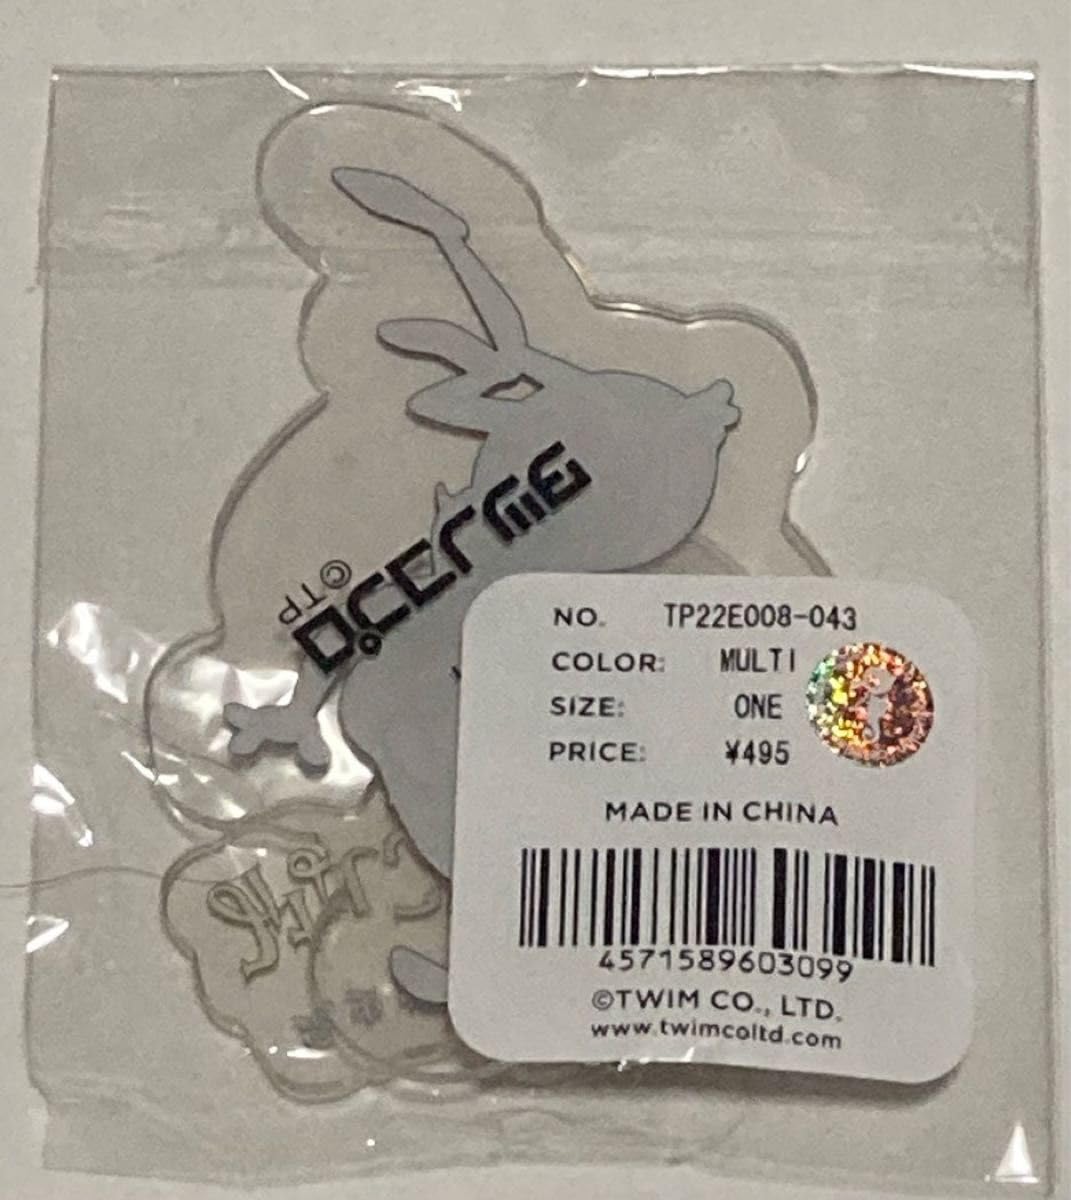 ©TP
NO. TP22E008-043
COLOR: MULTI
SIZE: ONE
PRICE: ¥495
MADE IN CHINA
4571589603099
©TWIM CO., LTD.
www.twimcoltd.com